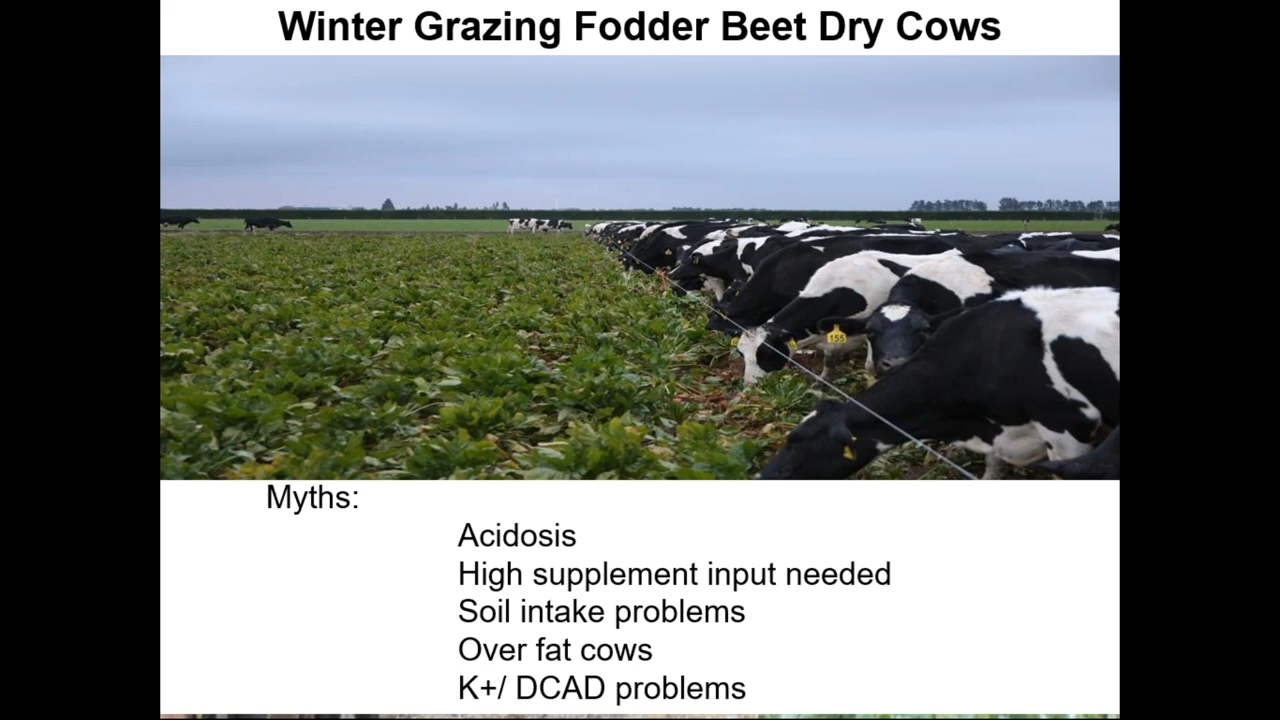 Winter Grazing Fodder Beet Dry Cows
155
Myths:
Acidosis
High supplement input needed
Soil intake problems
Over fat cows
K+/ DCAD problems